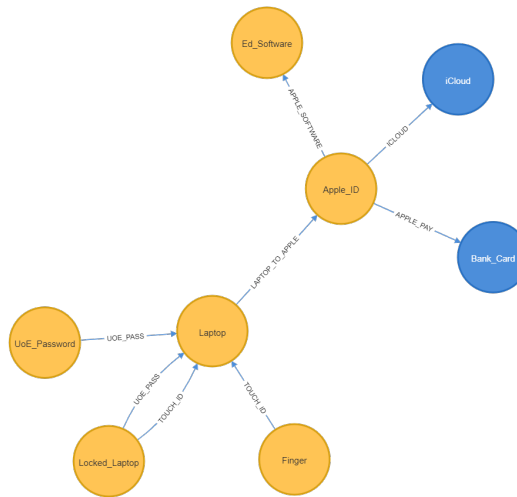 Ed_Software
iCloud
APPLE_SOFTWARE
ICLOUD
Apple_ID
APPLE_PAY
Bank_Card
LAPTOP_TO_APPLE
Laptop
UoE_Password
UOE_PASS
UOE_PASS
TOUCH_ID
TOUCH_ID
Locked_Laptop
Finger